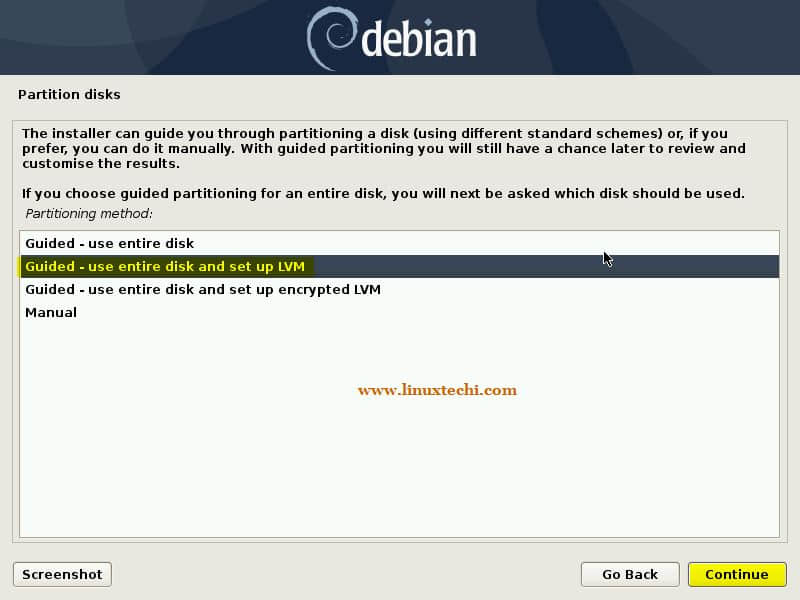 debian
Partition disks
The installer can guide you through partitioning a disk (using different standard schemes) or, if you
prefer, you can do it manually. With guided partitioning you will still have a chance later to review and
customise the results.
If you choose guided partitioning for an entire disk, you will next be asked which disk should be used.
Partitioning method:
Guided - use entire disk
Guided - use entire disk and set up LVM
Guided - use entire disk and set up encrypted LVM
Manual
www.linuxtechi.com
Screenshot
Go Back
Continue